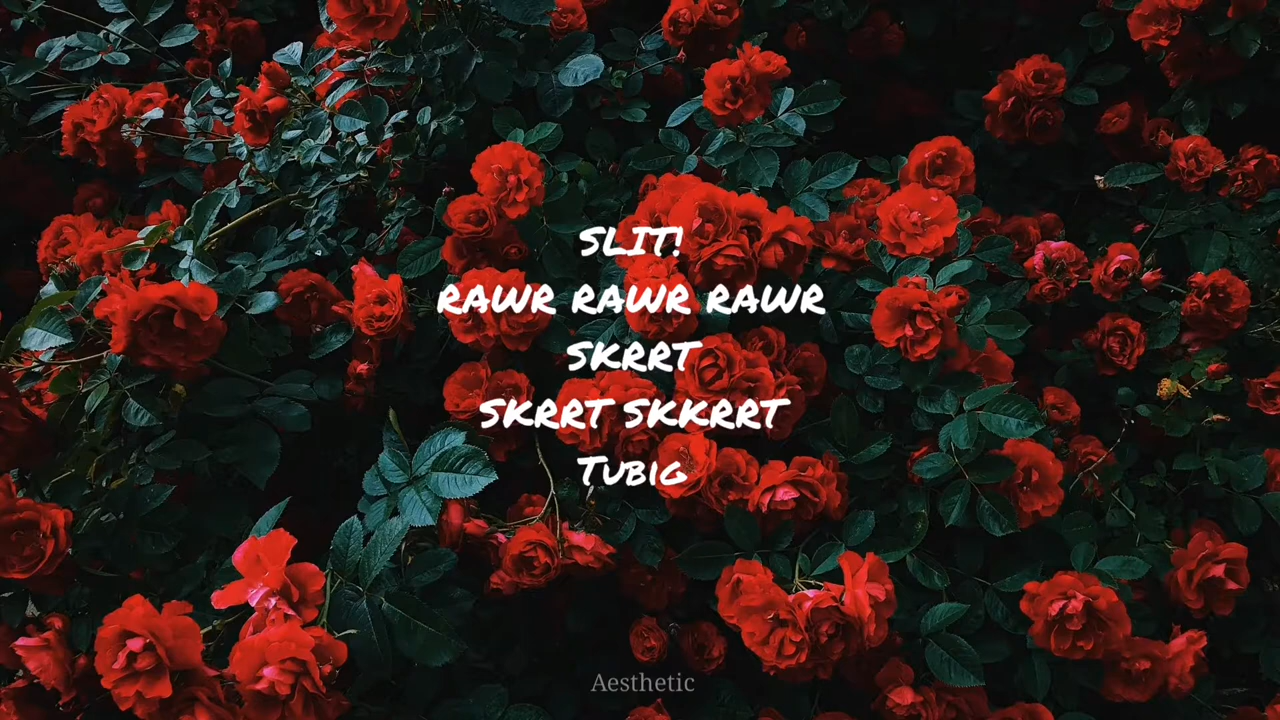 SLIT!
RAWR RAWR RAWR
SKRRT
SKRRT SKKRRT
TUBIG
Aesthetic